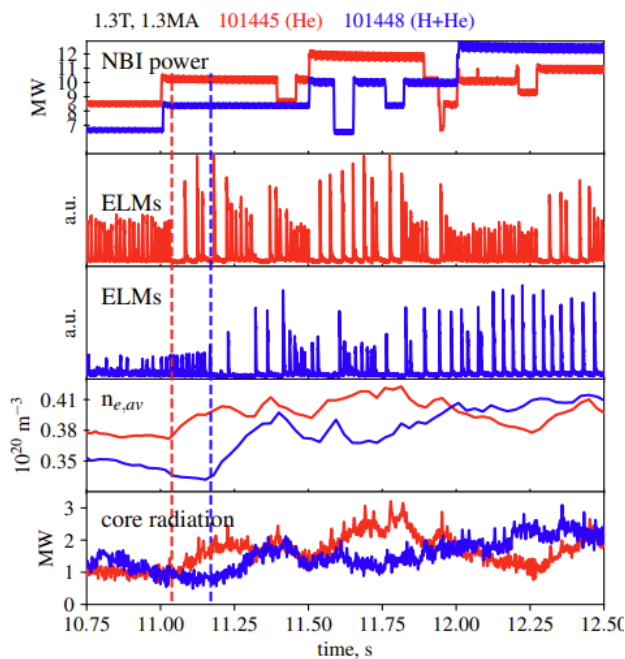 1.3T, 1.3MA 101445 (He) 101448 (H+He)
NBI power
MW
12
11
10
9
8
7
ELMs
a.u.
ELMs
a.u.
n_{e,av}
10^{20} m^{-3}
0.41
0.38
0.35
core radiation
MW
3
2
1
0
10.75 11.00 11.25 11.50 11.75 12.00 12.25 12.50
time, s